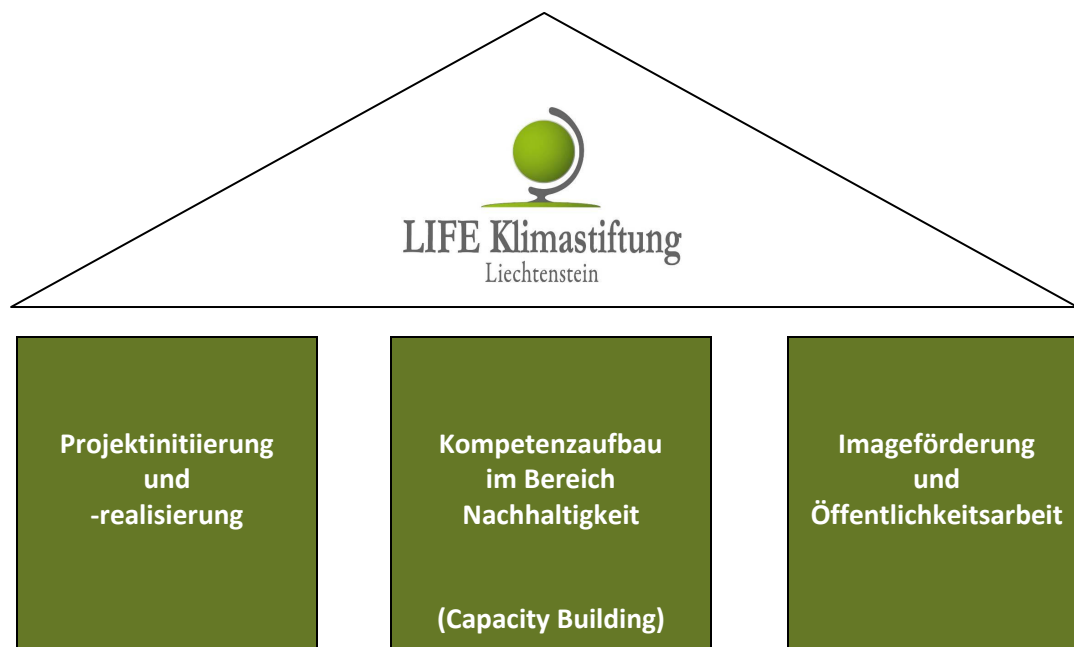 LIFE Klimastiftung
Liechtenstein
Projektinitiierung
und
-realisierung
Kompetenzaufbau
im Bereich
Nachhaltigkeit
(Capacity Building)
Imageförderung
und
Öffentlichkeitsarbeit